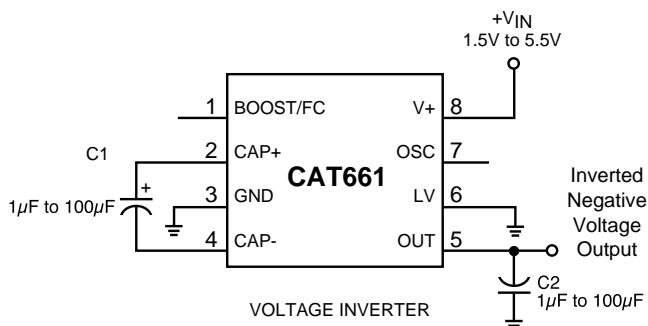 +VIN
1.5V to 5.5V
1 BOOST/FC V+ 8
2 CAP+ OSC 7
C1
CAT661
+
1µF to 100µF
3 GND LV 6
4 CAP- OUT 5
Inverted
Negative
Voltage
Output
C2
1µF to 100µF
VOLTAGE INVERTER